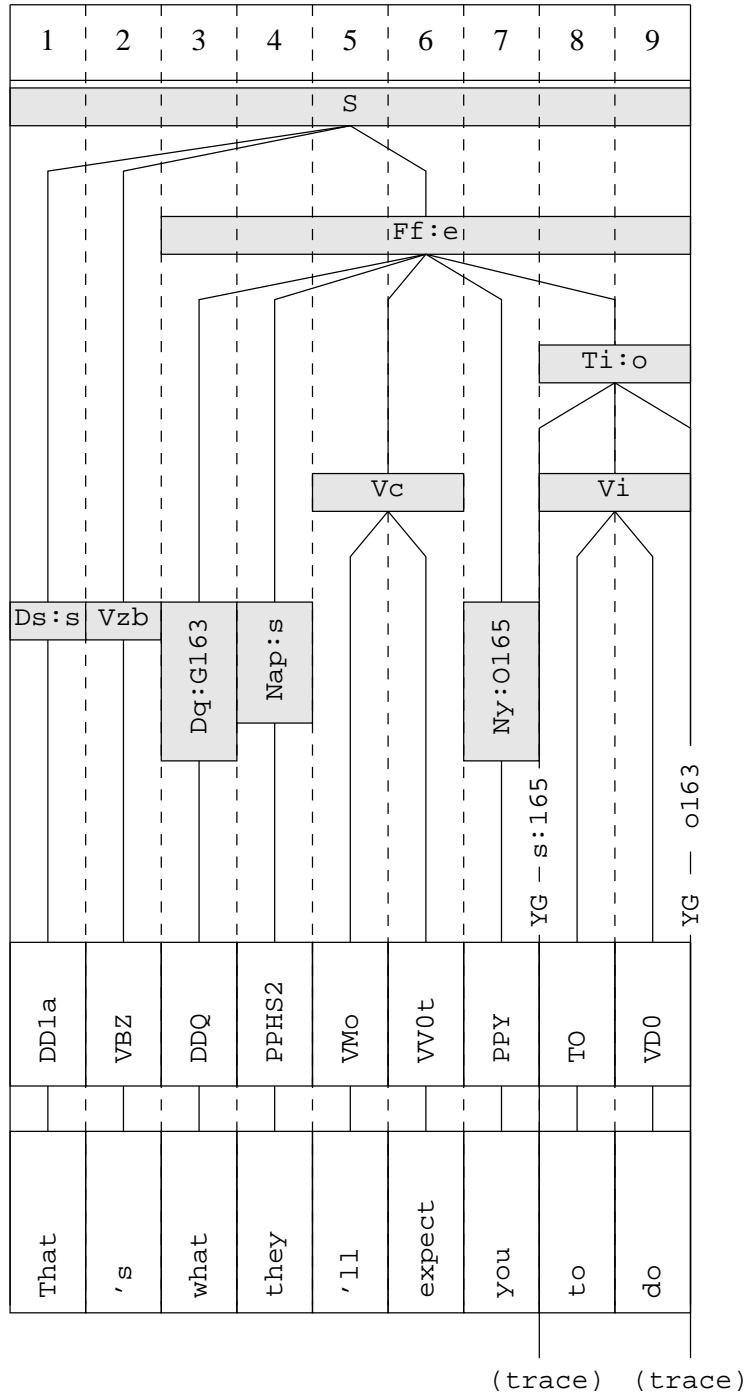 1 2 3 4 5 6 7 8 9
S
Ff:e
Ti:o
Vc Vi
Ds:s Vzb Dq:G163 Nap:s Ny:O165
YG – s:165 YG — o163
DD1a VBZ DDQ PPHS2 VMo VV0t PPY TO VD0
That 's what they 'll expect you to do
(trace) (trace)